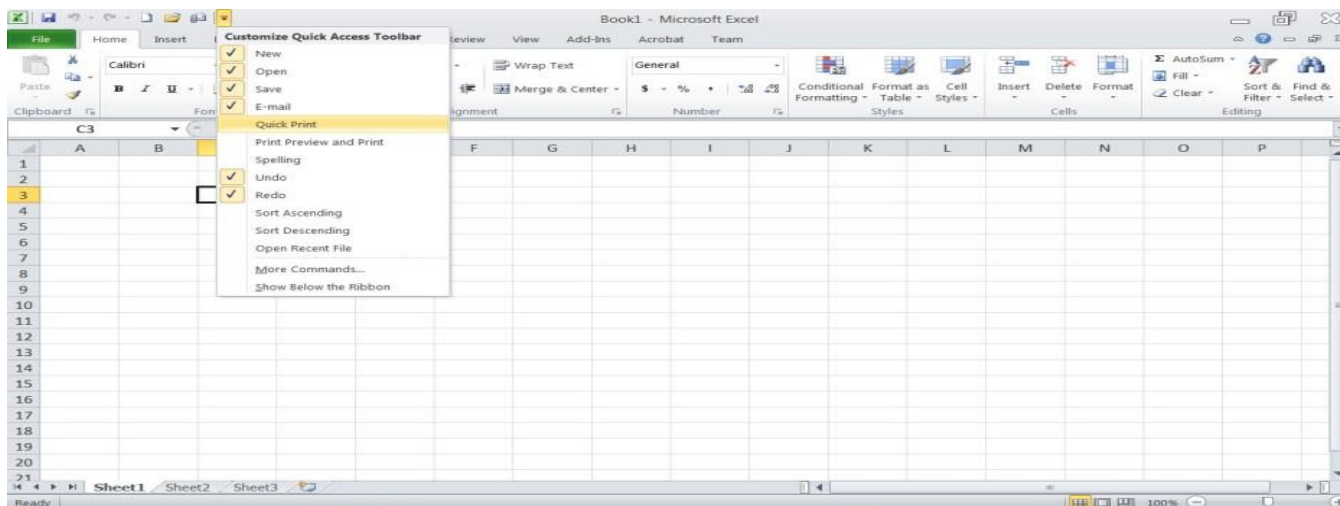 Book1 - Microsoft Excel
File Home Insert Review View Add-Ins Acrobat Team
Customize Quick Access Toolbar
New
Open
Save
E-mail
Quick Print
Print Preview and Print
Spelling
Undo
Redo
Sort Ascending
Sort Descending
Open Recent File
More Commands...
Show Below the Ribbon
Paste
Clipboard
Calibri
B I U
Wrap Text
Merge & Center
General
$ % ,
Number
Conditional Formatting
Format as Table
Cell Styles
Styles
Insert Delete Format
Cells
Σ AutoSum
Fill
Clear
Sort & Filter
Find & Select
Editing
C3
A B F G H I J K L M N O P
1
2
3
4
5
6
7
8
9
10
11
12
13
14
15
16
17
18
19
20
21
Sheet1 Sheet2 Sheet3
Ready 100%